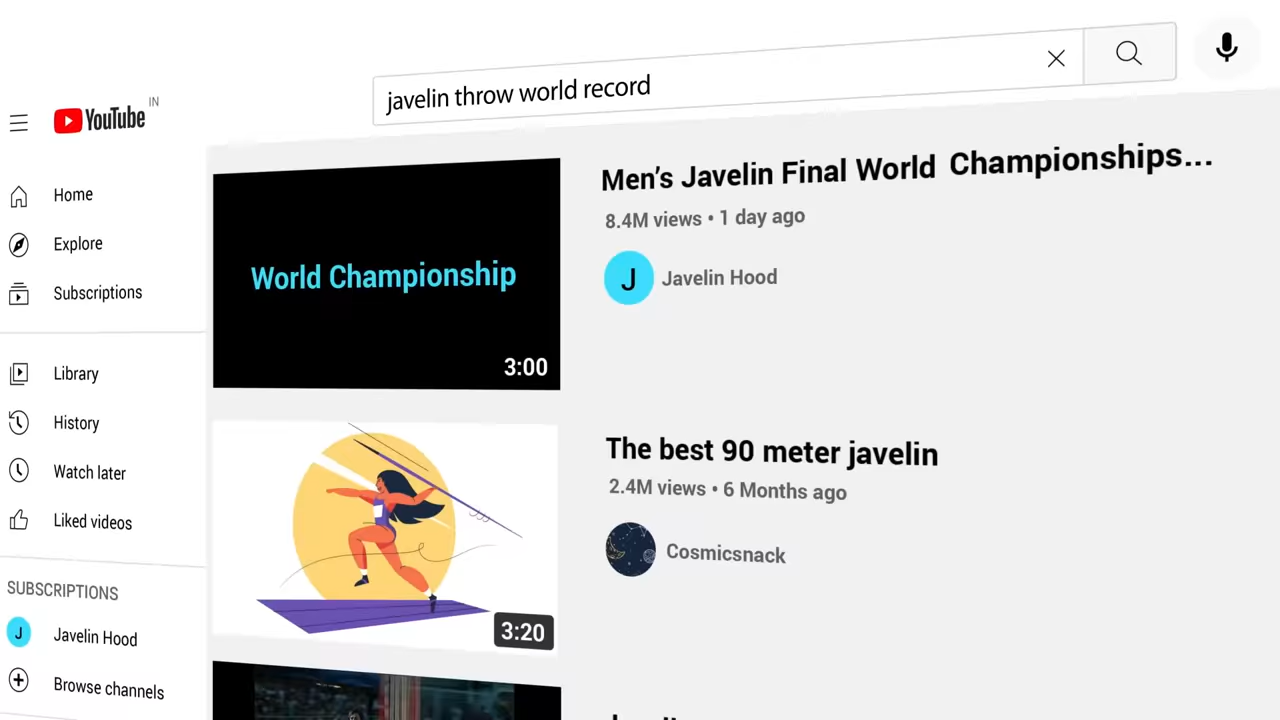 IN
YouTube
javelin throw world record
Home
Explore
Subscriptions
Library
History
Watch later
Liked videos
SUBSCRIPTIONS
J Javelin Hood
Browse channels
World Championship
3:00
Men’s Javelin Final World Championships...
8.4M views • 1 day ago
J Javelin Hood
3:20
The best 90 meter javelin
2.4M views • 6 Months ago
Cosmicsnack